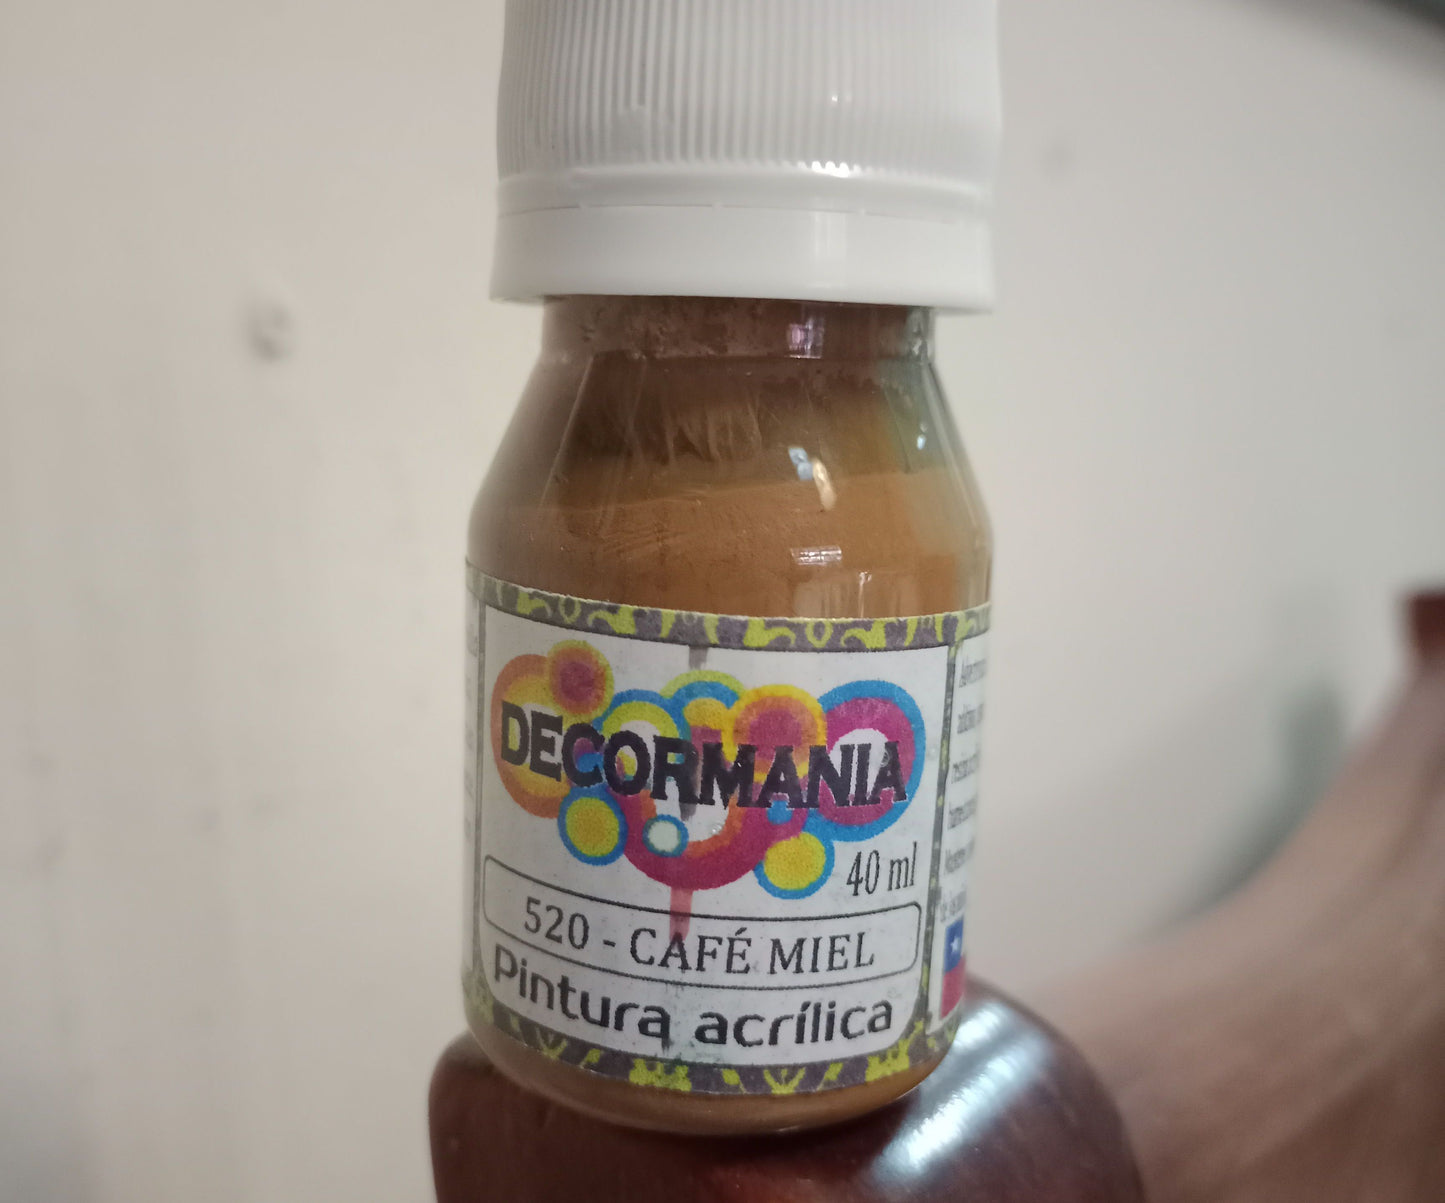 DECORMANIA
40 ml
520 - CAFÉ MIEL
Pintura acrílica